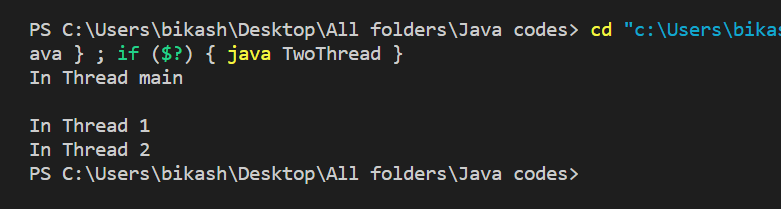 PS C:\Users\bikash\Desktop\All folders\Java codes> cd "c:\Users\bikas
ava } ; if ($?) { java TwoThread }
In Thread main
In Thread 1
In Thread 2
PS C:\Users\bikash\Desktop\All folders\Java codes>